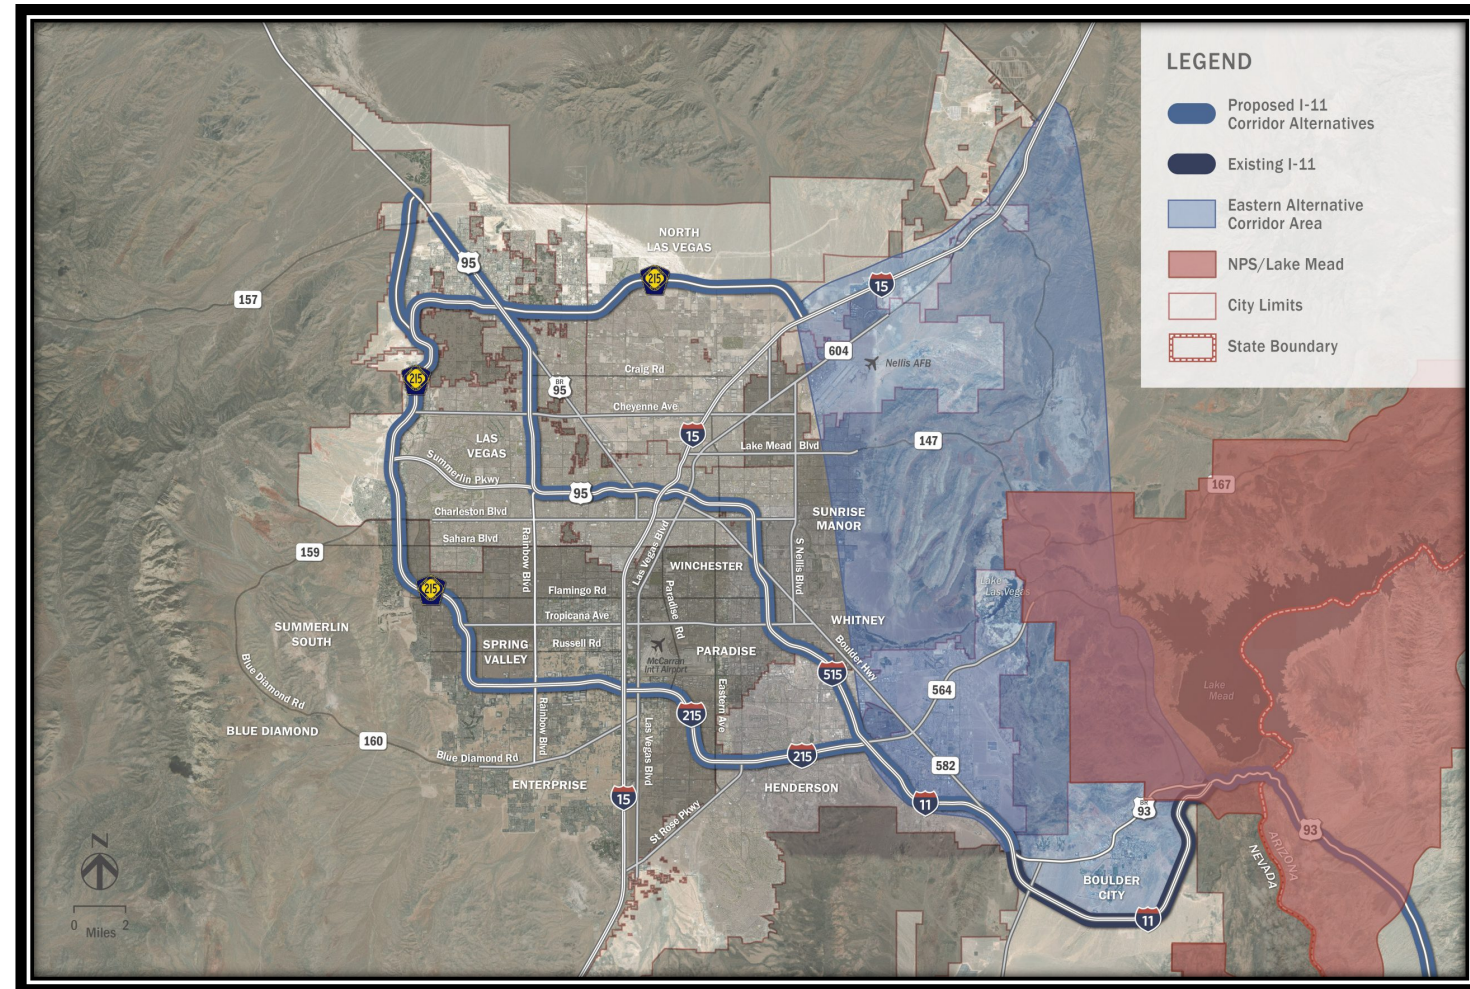 LEGEND
Proposed I-11
Corridor Alternatives
Existing I-11
Eastern Alternative
Corridor Area
NPS/Lake Mead
City Limits
State Boundary
NORTH
LAS VEGAS
95
215
157
15
604
Nellis AFB
215
BR
95
Craig Rd
Cheyenne Ave
15
LAS
VEGAS
Lake Mead Blvd
147
Summerlin Pkwy
95
167
Charleston Blvd
SUNRISE
MANOR
Sahara Blvd
159
Rainbow Blvd
Las Vegas Blvd
S Nellis Blvd
WINCHESTER
215
Flamingo Rd
Paradise Rd
Lake
Las Vegas
Tropicana Ave
SUMMERLIN
SOUTH
WHITNEY
SPRING
VALLEY
Russell Rd
McCarran
Int'l Airport
PARADISE
Boulder Hwy
515
Blue Diamond Rd
564
Lake
Mead
Eastern Ave
215
Rainbow Blvd
Las Vegas Blvd
BLUE DIAMOND
160
Blue Diamond Rd
215
582
ENTERPRISE
HENDERSON
15
11
St Rose Pkwy
BR
93
93
ARIZONA
NEVADA
BOULDER
CITY
11
N
0 2
Miles